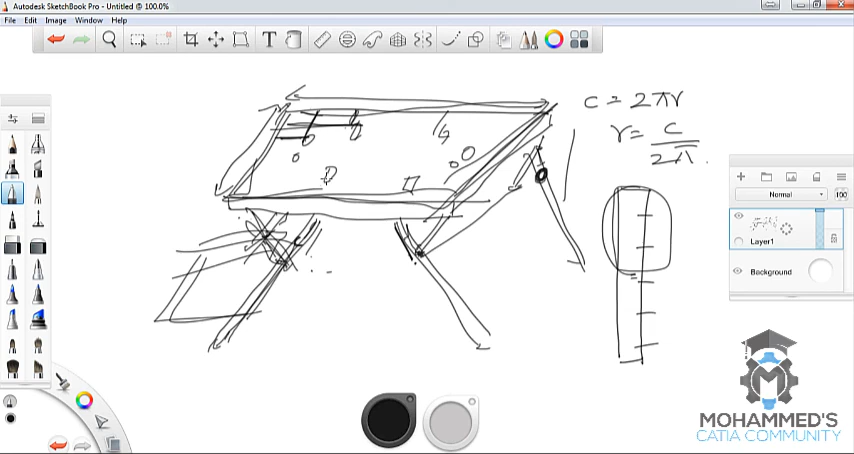 Autodesk SketchBook Pro - Untitled @ 100.0%
File Edit Image Window Help
T
C = 2πr
r = C
2π.
Normal
100
Layer1
Background
MOHAMMED'S
CATIA COMMUNITY